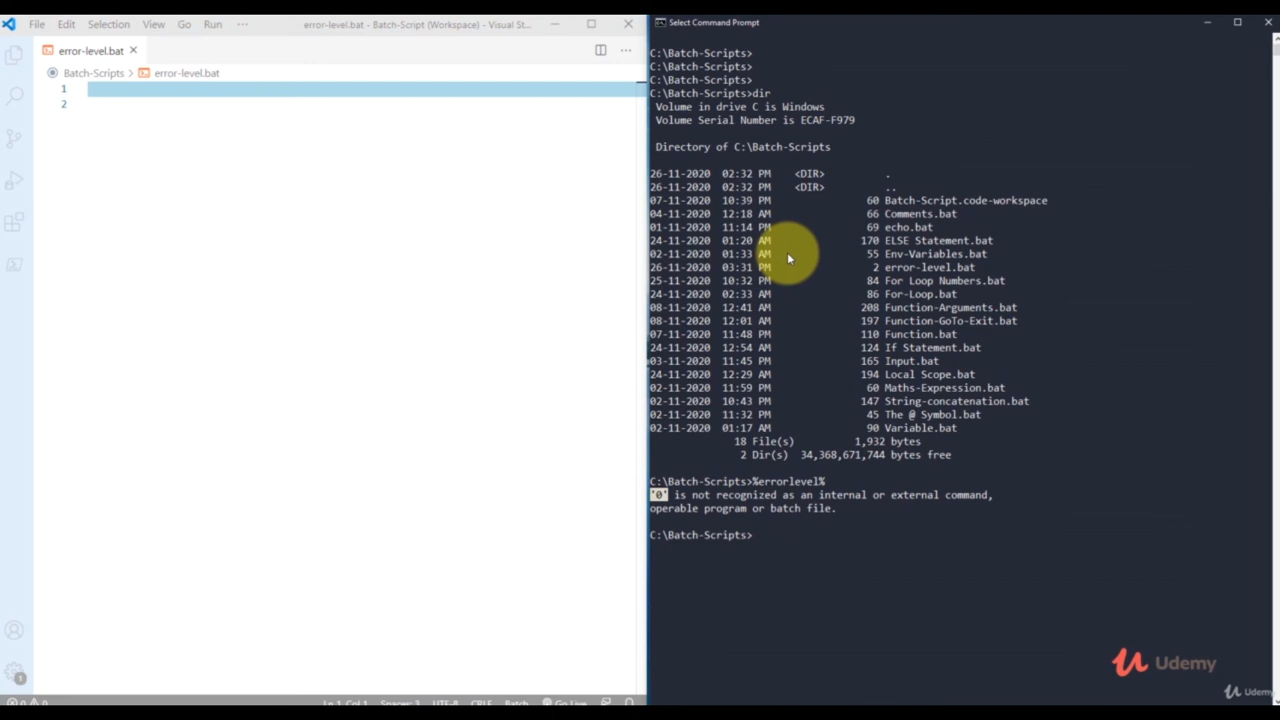 File Edit Selection View Go Run ··· error-level.bat - Batch-Script (Workspace) - Visual St...
error-level.bat
Batch-Scripts > error-level.bat
1
2
1
Ln 1, Col 1 Spaces: 3 UTF-8 CRLF Batch Go Live
Select Command Prompt
C:\Batch-Scripts>
C:\Batch-Scripts>
C:\Batch-Scripts>
C:\Batch-Scripts>dir
Volume in drive C is Windows
Volume Serial Number is ECAF-F979
Directory of C:\Batch-Scripts
26-11-2020 02:32 PM <DIR> .
26-11-2020 02:32 PM <DIR> ..
07-11-2020 10:39 PM 60 Batch-Script.code-workspace
04-11-2020 12:18 AM 66 Comments.bat
01-11-2020 11:14 PM 69 echo.bat
24-11-2020 01:20 AM 170 ELSE Statement.bat
02-11-2020 01:33 AM 55 Env-Variables.bat
26-11-2020 03:31 PM 2 error-level.bat
25-11-2020 10:32 PM 84 For Loop Numbers.bat
24-11-2020 02:33 AM 86 For-Loop.bat
08-11-2020 12:41 AM 208 Function-Arguments.bat
08-11-2020 12:01 AM 197 Function-GoTo-Exit.bat
07-11-2020 11:48 PM 110 Function.bat
24-11-2020 12:54 AM 124 If Statement.bat
03-11-2020 11:45 PM 165 Input.bat
24-11-2020 12:29 AM 194 Local Scope.bat
02-11-2020 11:59 PM 60 Maths-Expression.bat
02-11-2020 10:43 PM 147 String-concatenation.bat
02-11-2020 11:32 PM 45 The @ Symbol.bat
02-11-2020 01:17 AM 90 Variable.bat
18 File(s) 1,932 bytes
2 Dir(s) 34,368,671,744 bytes free
C:\Batch-Scripts>%errorlevel%
'0' is not recognized as an internal or external command,
operable program or batch file.
C:\Batch-Scripts>
Udemy
Udemy